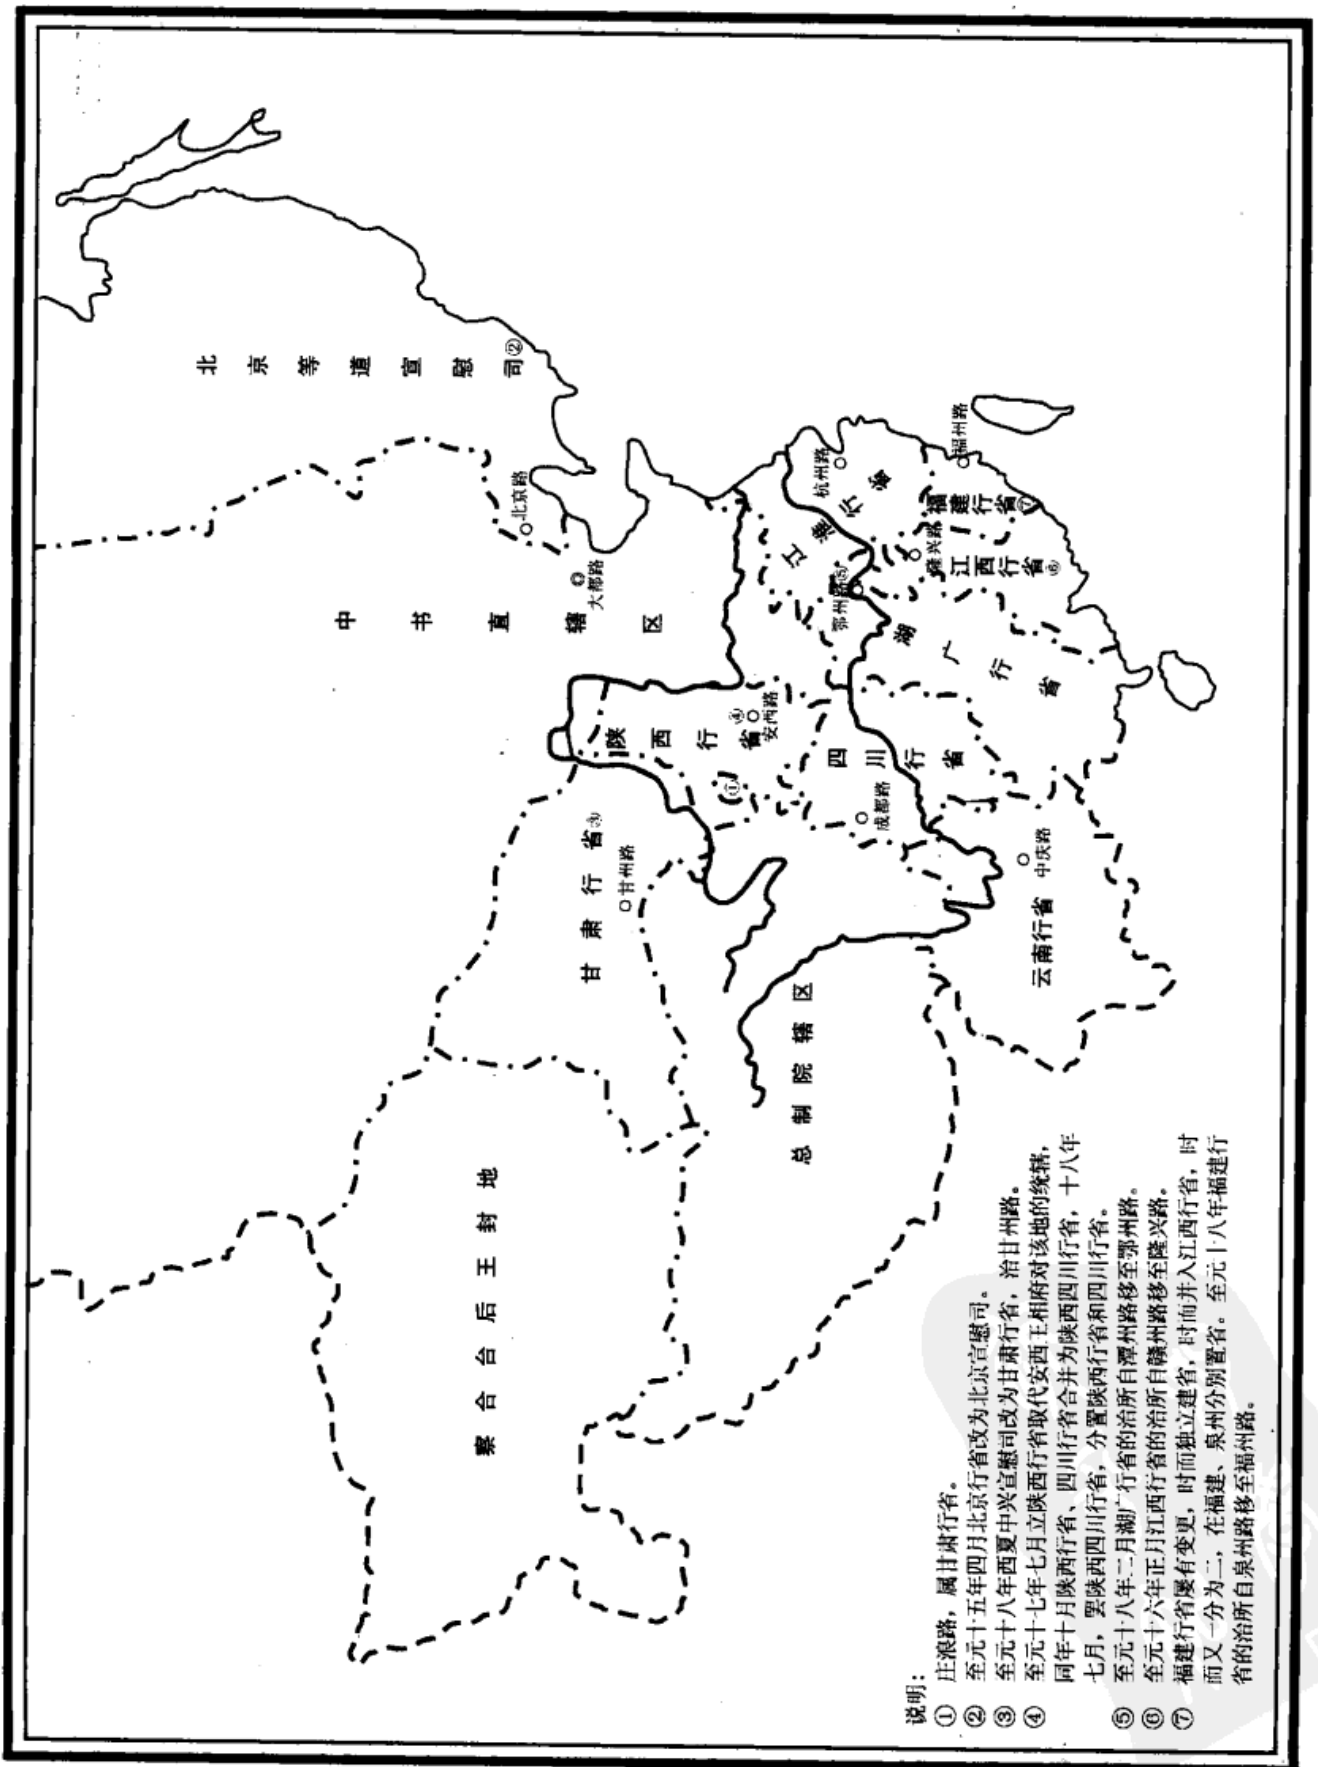 北京等道宣慰司②
北京路
中书直辖区
大都路
陕西行省④
安西路
①
甘肃行省③
甘州路
四川行省
成都路
江淮行省
杭州路
福建行省⑦
福州路
江西行省⑥
隆兴路
鄂州路⑤
湖广行省
云南行省
中庆路
总制院辖区
察合台后王封地
说明：
① 庄浪路，属甘肃行省。
② 至元十五年四月北京行省改为北京宣慰司。
③ 至元十八年西夏中兴宣慰司改为甘肃行省，治甘州路。
④ 至元十七年七月立陕西行省取代安西王相府对该地的统辖，
同年十月陕西行省、四川行省合并为陕西四川行省，十八年
七月，罢陕西四川行省，分置陕西行省和四川行省。
⑤ 至元十八年二月湖广行省的治所自潭州路移至鄂州路。
⑥ 至元十六年正月江西行省的治所自赣州路移至隆兴路。
⑦ 福建行省屡有变更，时而独立建省，时而并入江西行省，时
而又一分为二，在福建、泉州分别置省。至元十八年福建行
省的治所自泉州路移至福州路。